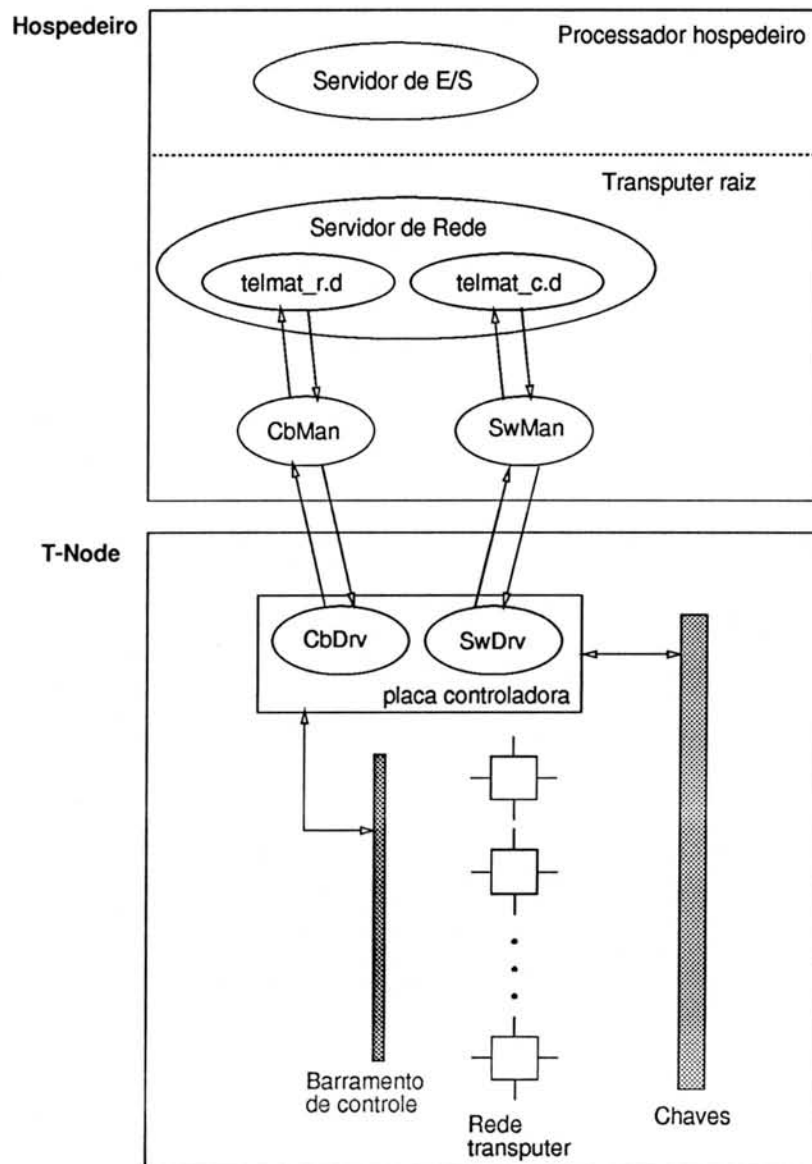 Hospedeiro
Processador hospedeiro
Servidor de E/S
Transputer raiz
Servidor de Rede
telmat_r.d
telmat_c.d
CbMan
SwMan
T-Node
CbDrv
SwDrv
placa controladora
Barramento
de controle
Rede
transputer
Chaves